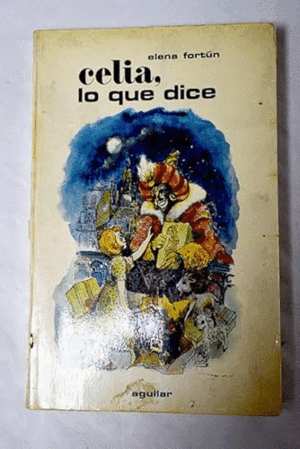 elena fortún
celia,
lo que dice
aguilar